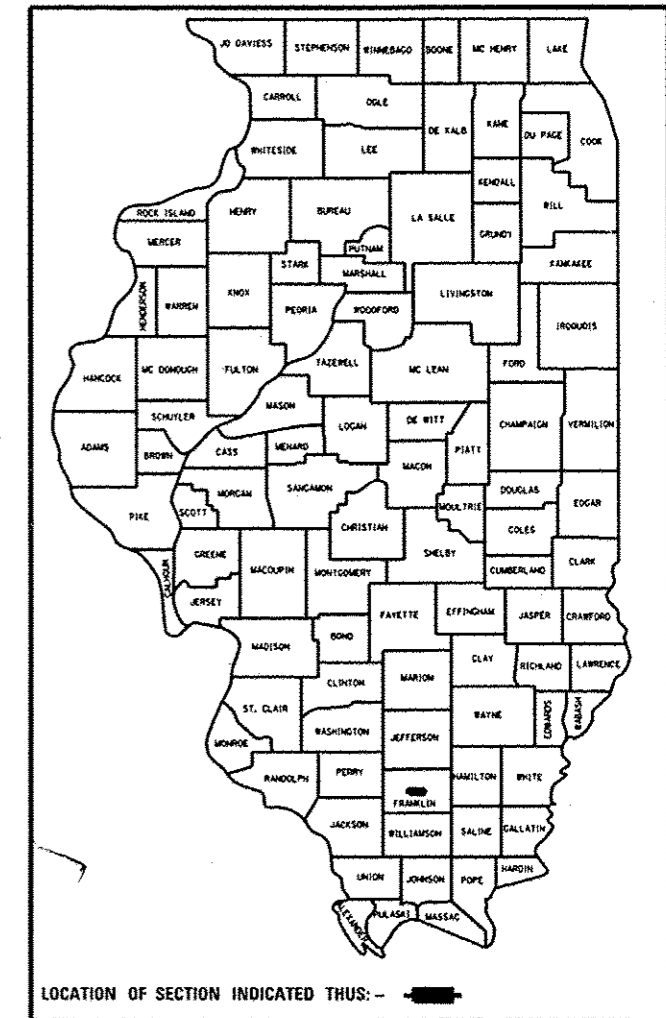 JO DAVIESS STEPHENSON WINNEBAGO BOONE MC HENRY LAKE
CARROLL OGLE DE KALB KANE DU PAGE COOK
WHITESIDE LEE KENDALL WILL
ROCK ISLAND HENRY BUREAU LA SALLE GRUNDY
MERCER PUTNAM KANKAKEE
STARK MARSHALL
HENDERSON WARREN KNOX PEORIA WOODFORD LIVINGSTON IROQUOIS
HANCOCK MC DONOUGH FULTON TAZEWELL MC LEAN FORD
SCHUYLER MASON LOGAN DE WITT CHAMPAIGN VERMILION
ADAMS BROWN CASS MENARD MACON PIATT
PIKE SCOTT MORGAN SANGAMON CHRISTIAN MOULTRIE DOUGLAS EDGAR
COLES
CALHOUN GREENE MACOUPIN MONTGOMERY SHELBY CUMBERLAND CLARK
JERSEY FAYETTE EFFINGHAM JASPER CRAWFORD
MADISON BOND CLAY RICHLAND LAWRENCE
CLINTON MARION
ST. CLAIR WASHINGTON JEFFERSON WAYNE EDWARDS WABASH
MONROE
RANDOLPH PERRY FRANKLIN HAMILTON WHITE
JACKSON WILLIAMSON SALINE GALLATIN
UNION JOHNSON POPE HARDIN
ALEXANDER PULASKI MASSAC
LOCATION OF SECTION INDICATED THUS: -